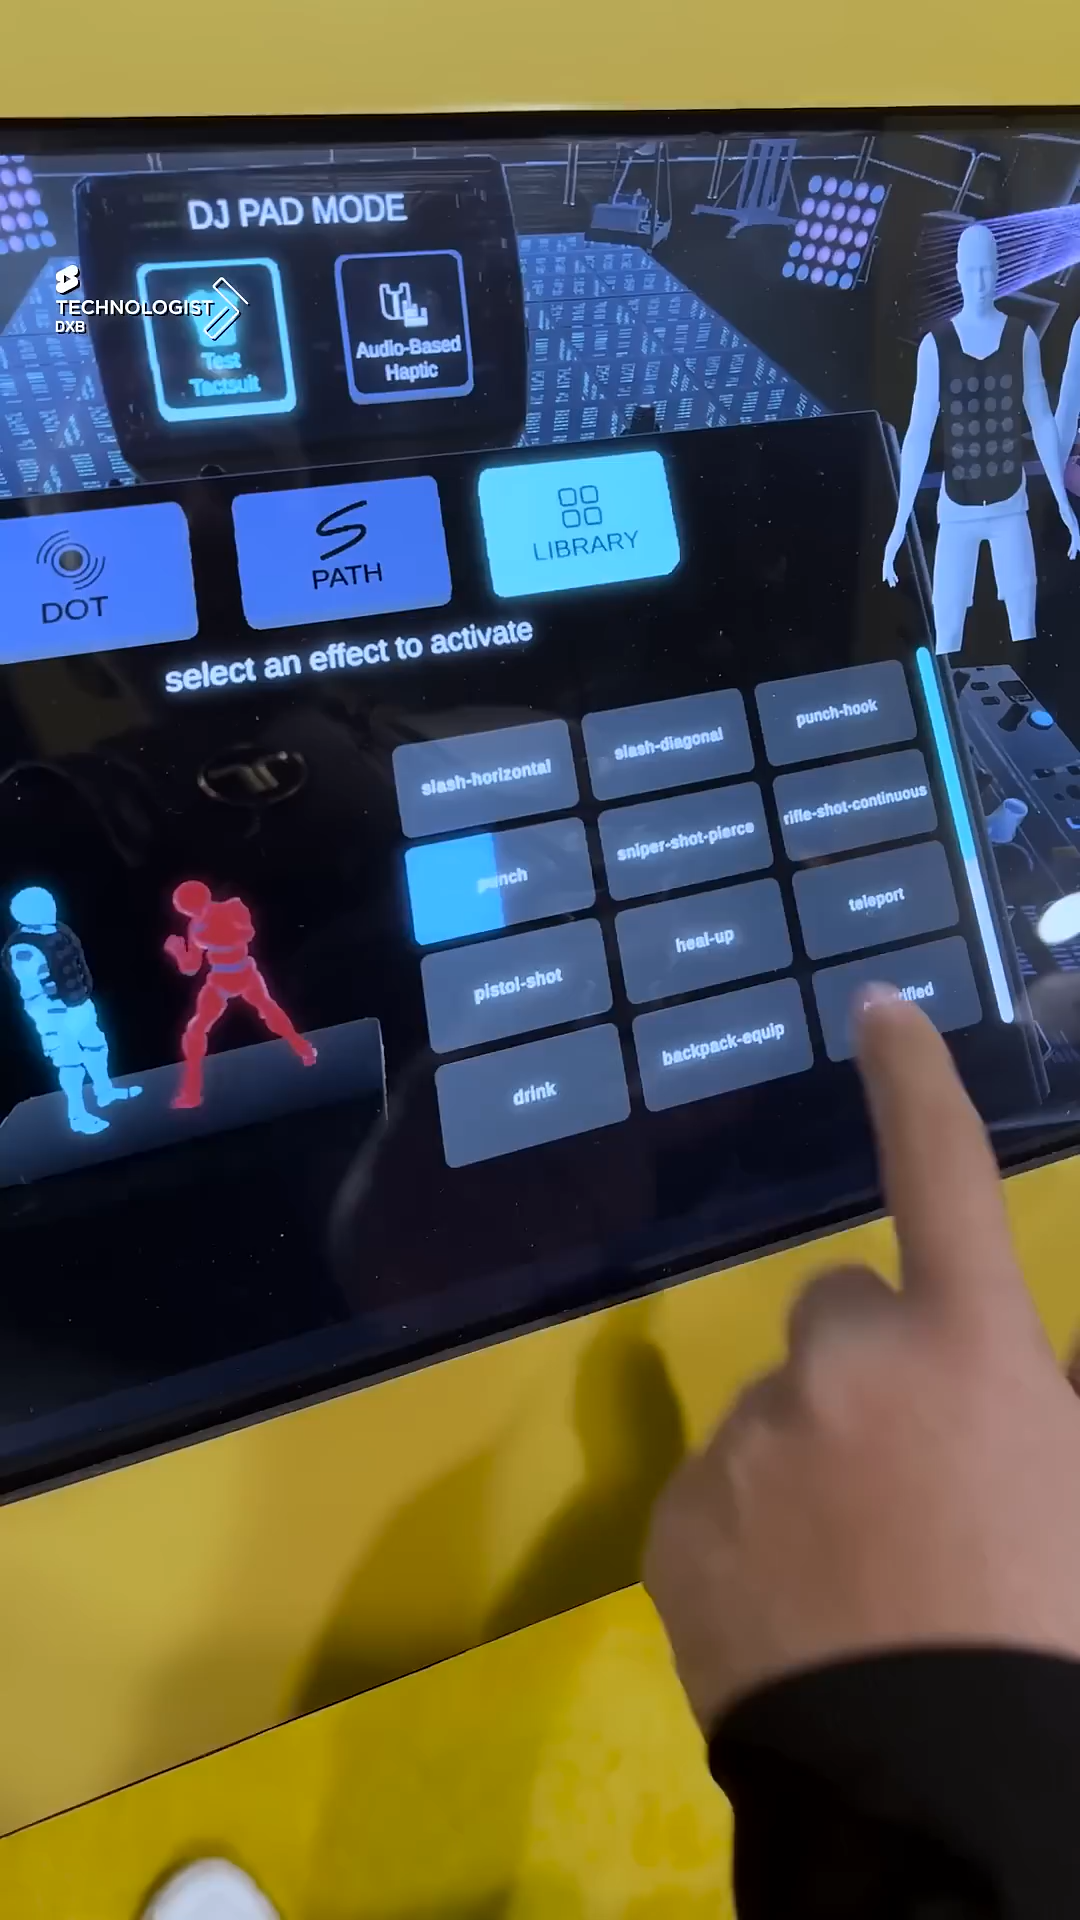 DJ PAD MODE
TECHNOLOGIST
DXB
Test
Tactsuit
Audio-Based
Haptic
DOT
PATH
LIBRARY
select an effect to activate
slash-horizontal
slash-diagonal
punch-hook
punch
sniper-shot-pierce
rifle-shot-continuous
pistol-shot
heal-up
teleport
drink
backpack-equip